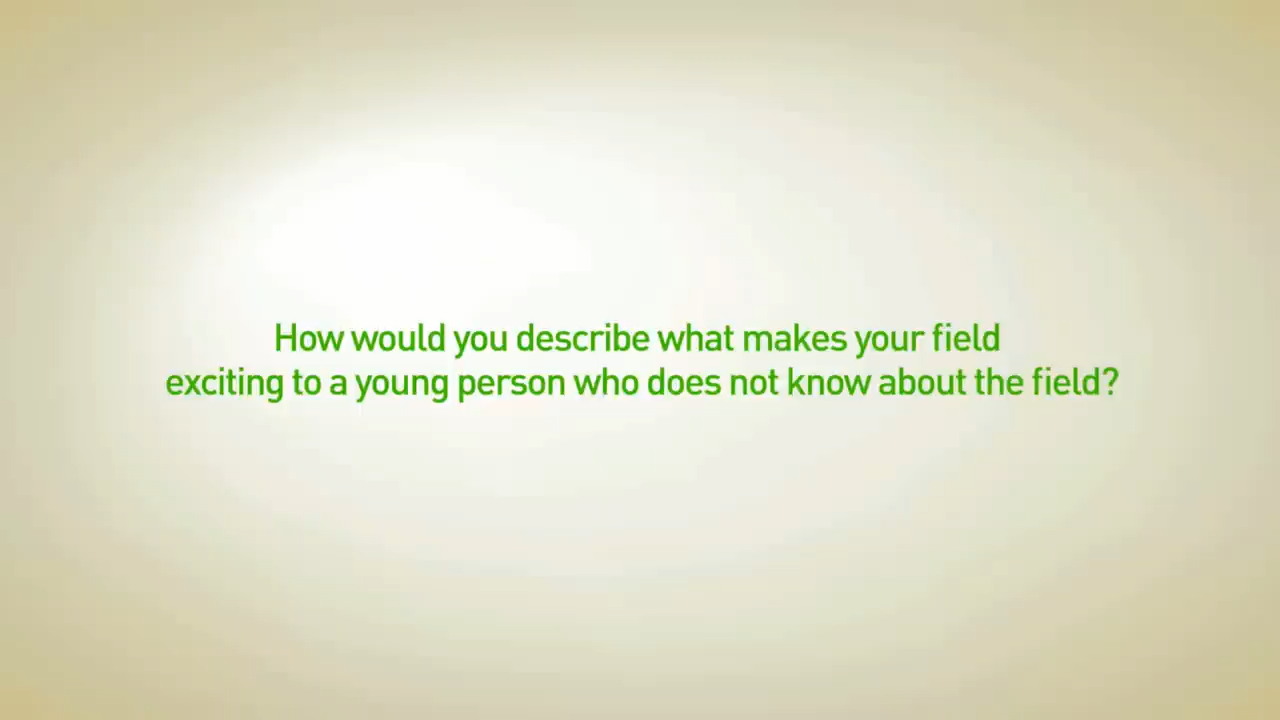 How would you describe what makes your field
exciting to a young person who does not know about the field?